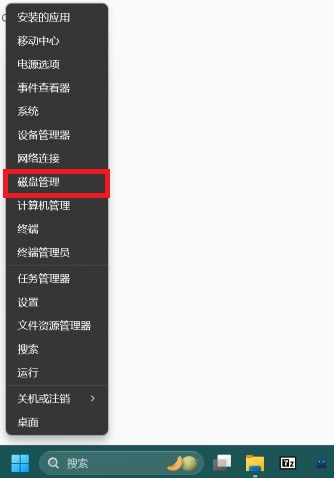 安装的应用
移动中心
电源选项
事件查看器
系统
设备管理器
网络连接
磁盘管理
计算机管理
终端
终端管理员
任务管理器
设置
文件资源管理器
搜索
运行
关机或注销
桌面
搜索
7z